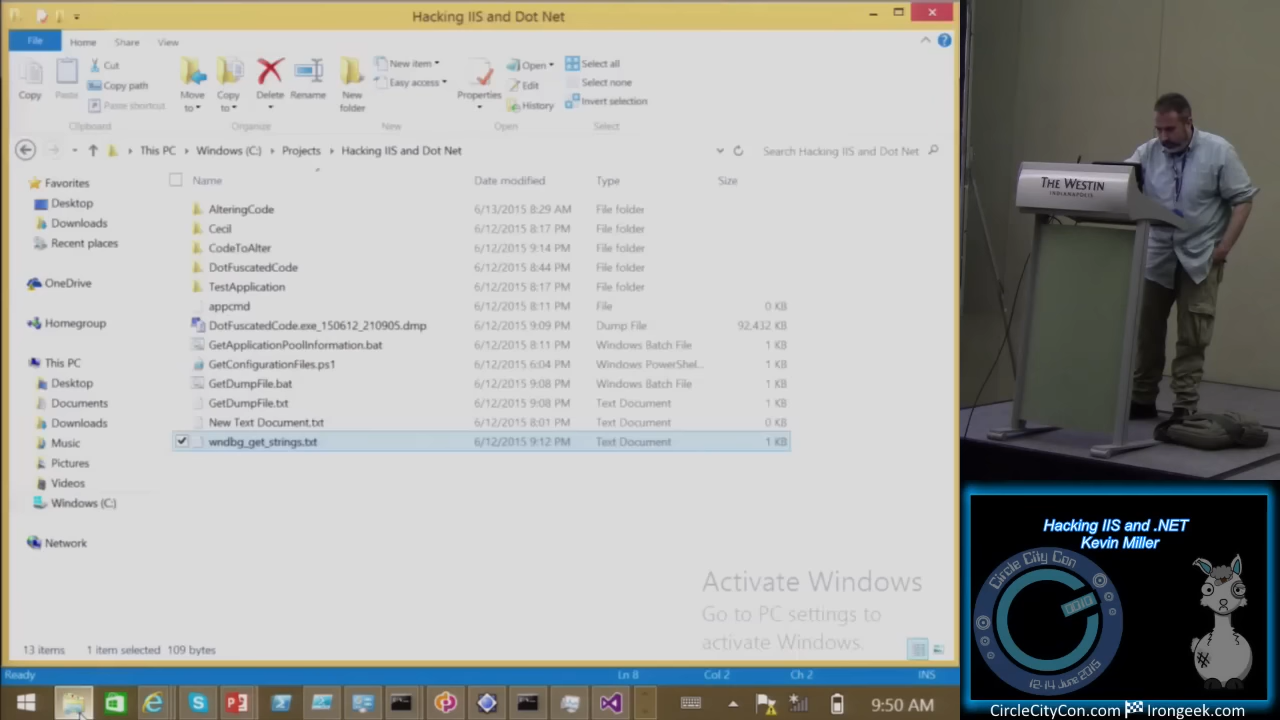 Hacking IIS and Dot Net
File Home Share View
Copy
Paste
Cut
Copy path
Paste shortcut
Clipboard
Move to
Copy to
Delete
Rename
Organize
New folder
New item
Easy access
New
Properties
Open
Edit
History
Open
Select all
Select none
Invert selection
Select
This PC Windows (C:) Projects Hacking IIS and Dot Net
Search Hacking IIS and Dot Net
Favorites
Desktop
Downloads
Recent places
OneDrive
Homegroup
This PC
Desktop
Documents
Downloads
Music
Pictures
Videos
Windows (C:)
Network
Name Date modified Type Size
AlteringCode 6/13/2015 8:29 AM File folder
Cecil 6/12/2015 8:17 PM File folder
CodeToAlter 6/12/2015 9:14 PM File folder
DotFuscatedCode 6/12/2015 8:44 PM File folder
TestApplication 6/12/2015 8:17 PM File folder
appcmd 6/12/2015 8:11 PM File 0 KB
DotFuscatedCode.exe_150612_210905.dmp 6/12/2015 9:09 PM Dump File 92,432 KB
GetApplicationPoolInformation.bat 6/12/2015 8:11 PM Windows Batch File 1 KB
GetConfigurationFiles.ps1 6/12/2015 6:04 PM Windows PowerShel... 1 KB
GetDumpFile.bat 6/12/2015 9:08 PM Windows Batch File 1 KB
GetDumpFile.txt 6/12/2015 9:08 PM Text Document 1 KB
New Text Document.txt 6/12/2015 8:01 PM Text Document 0 KB
wndbg_get_strings.txt 6/12/2015 9:12 PM Text Document 1 KB
Activate Windows
Go to PC settings to
activate Windows.
13 items 1 item selected 109 bytes
Ready Ln 8 Col 2 Ch 2 INS
9:50 AM
THE WESTIN
INDIANAPOLIS
Hacking IIS and .NET
Kevin Miller
Circle City Con
12-14 June 2015
CircleCityCon.com Irongeek.com